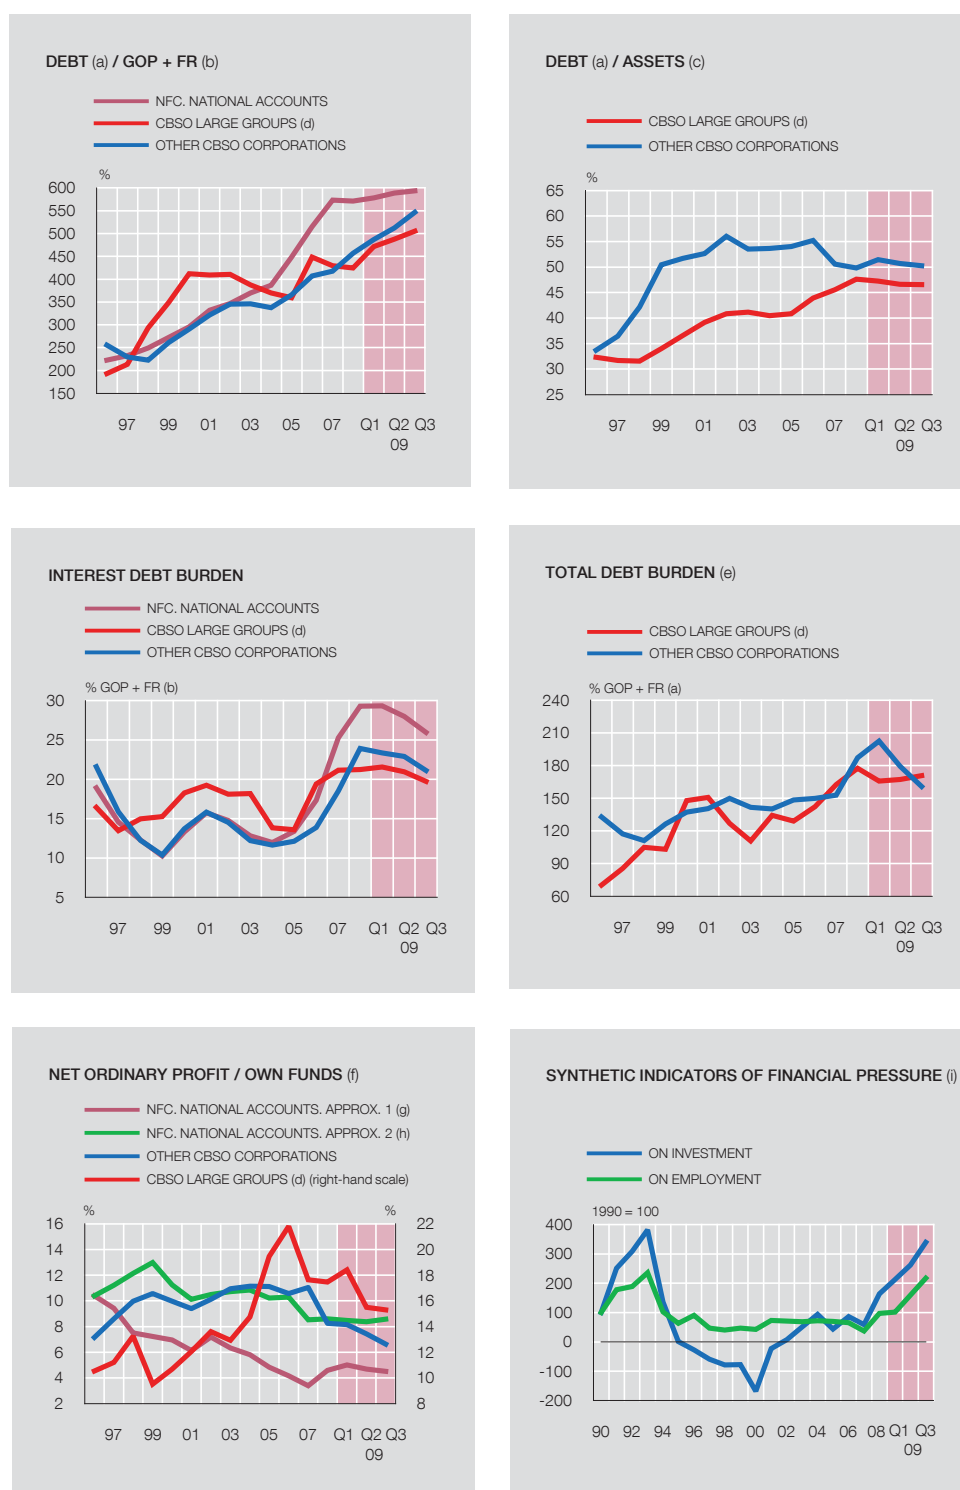 DEBT (a) / GOP + FR (b)
NFC. NATIONAL ACCOUNTS
CBSO LARGE GROUPS (d)
OTHER CBSO CORPORATIONS
%
600
550
500
450
400
350
300
250
200
150
97 99 01 03 05 07 Q1 Q2 Q3
09
DEBT (a) / ASSETS (c)
CBSO LARGE GROUPS (d)
OTHER CBSO CORPORATIONS
%
65
60
55
50
45
40
35
30
25
97 99 01 03 05 07 Q1 Q2 Q3
09
INTEREST DEBT BURDEN
NFC. NATIONAL ACCOUNTS
CBSO LARGE GROUPS (d)
OTHER CBSO CORPORATIONS
% GOP + FR (b)
30
25
20
15
10
5
97 99 01 03 05 07 Q1 Q2 Q3
09
TOTAL DEBT BURDEN (e)
CBSO LARGE GROUPS (d)
OTHER CBSO CORPORATIONS
% GOP + FR (a)
240
210
180
150
120
90
60
97 99 01 03 05 07 Q1 Q2 Q3
09
NET ORDINARY PROFIT / OWN FUNDS (f)
NFC. NATIONAL ACCOUNTS. APPROX. 1 (g)
NFC. NATIONAL ACCOUNTS. APPROX. 2 (h)
OTHER CBSO CORPORATIONS
CBSO LARGE GROUPS (d) (right-hand scale)
% %
16 22
14 20
12 18
10 16
8 14
6 12
4 10
2 8
97 99 01 03 05 07 Q1 Q2 Q3
09
SYNTHETIC INDICATORS OF FINANCIAL PRESSURE (i)
ON INVESTMENT
ON EMPLOYMENT
1990 = 100
400
300
200
100
0
-100
-200
90 92 94 96 98 00 02 04 06 08 Q1 Q3
09